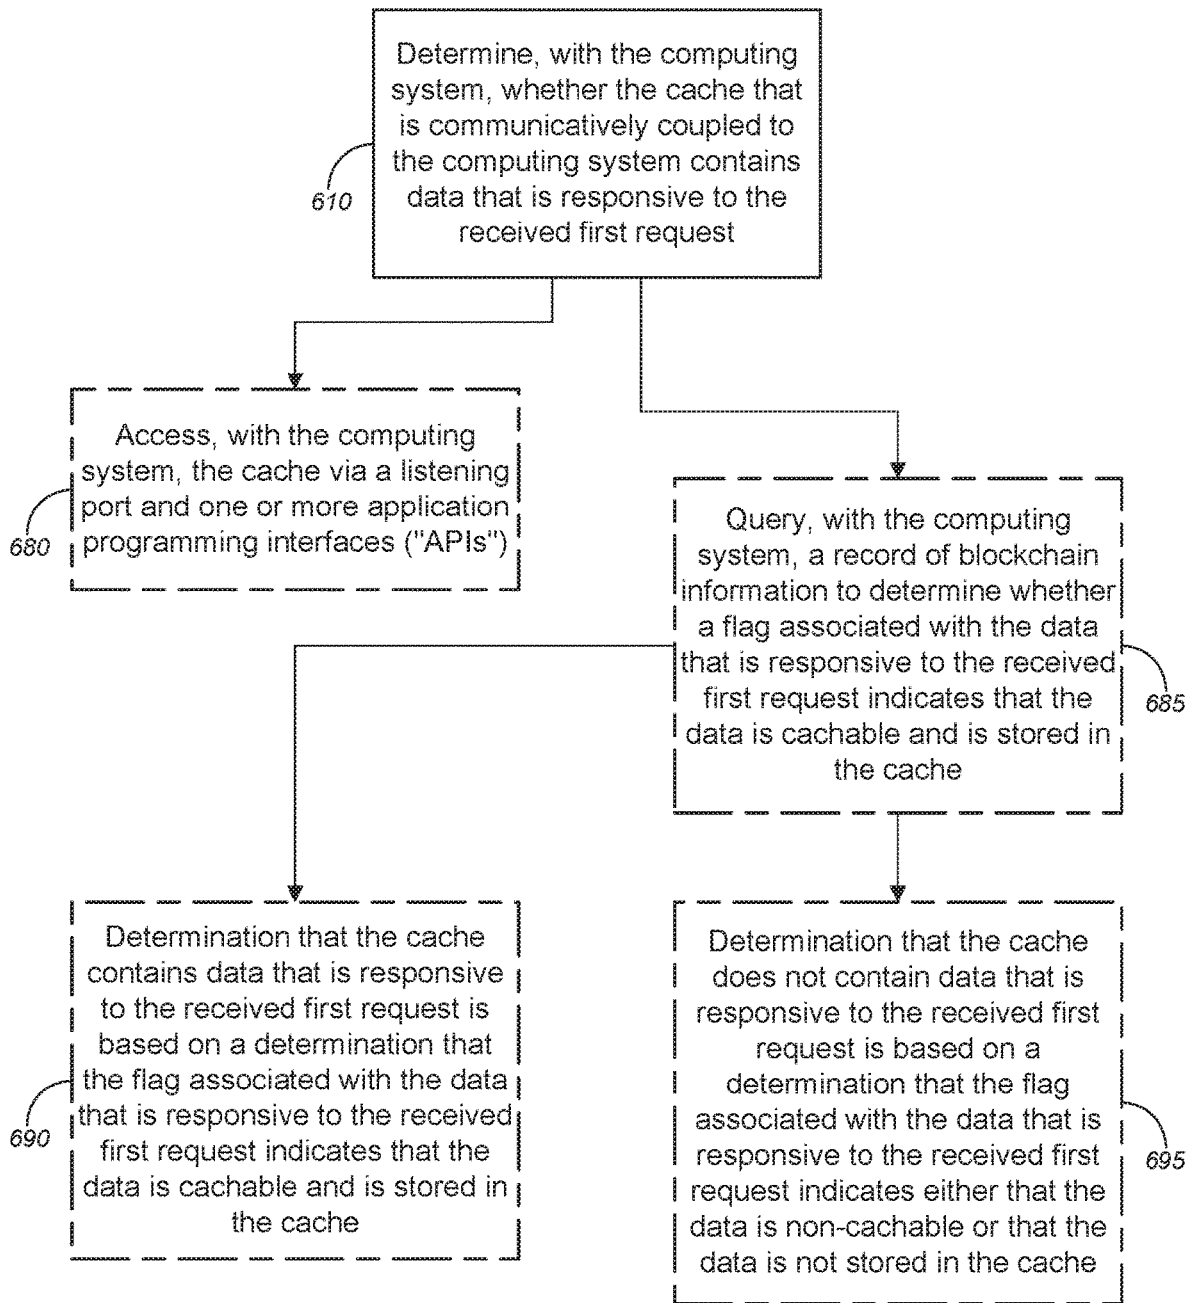 Determine, with the computing
system, whether the cache that
is communicatively coupled to
the computing system contains
data that is responsive to the
received first request
610
Access, with the computing
system, the cache via a listening
port and one or more application
programming interfaces ("APIs")
680
Query, with the computing
system, a record of blockchain
information to determine whether
a flag associated with the data
that is responsive to the received
first request indicates that the
data is cachable and is stored in
the cache
685
Determination that the cache
contains data that is responsive
to the received first request is
based on a determination that
the flag associated with the data
that is responsive to the received
first request indicates that the
data is cachable and is stored in
the cache
690
Determination that the cache
does not contain data that is
responsive to the received first
request is based on a
determination that the flag
associated with the data that is
responsive to the received first
request indicates either that the
data is non-cachable or that the
data is not stored in the cache
695